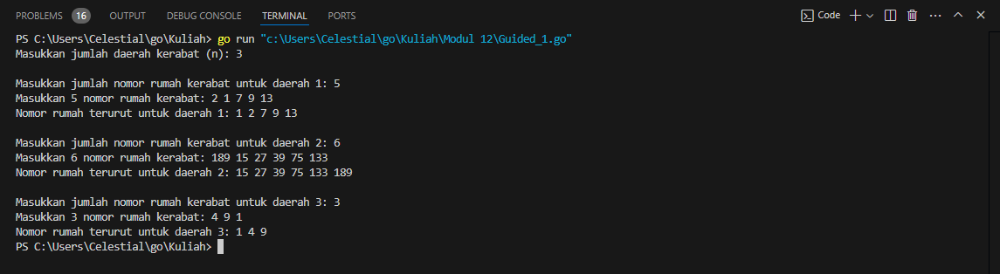 PROBLEMS 16 OUTPUT DEBUG CONSOLE TERMINAL PORTS Code
PS C:\Users\Celestial\go\Kuliah> go run "c:\Users\Celestial\go\Kuliah\Modul 12\Guided_1.go"
Masukkan jumlah daerah kerabat (n): 3
Masukkan jumlah nomor rumah kerabat untuk daerah 1: 5
Masukkan 5 nomor rumah kerabat: 2 1 7 9 13
Nomor rumah terurut untuk daerah 1: 1 2 7 9 13
Masukkan jumlah nomor rumah kerabat untuk daerah 2: 6
Masukkan 6 nomor rumah kerabat: 189 15 27 39 75 133
Nomor rumah terurut untuk daerah 2: 15 27 39 75 133 189
Masukkan jumlah nomor rumah kerabat untuk daerah 3: 3
Masukkan 3 nomor rumah kerabat: 4 9 1
Nomor rumah terurut untuk daerah 3: 1 4 9
PS C:\Users\Celestial\go\Kuliah>